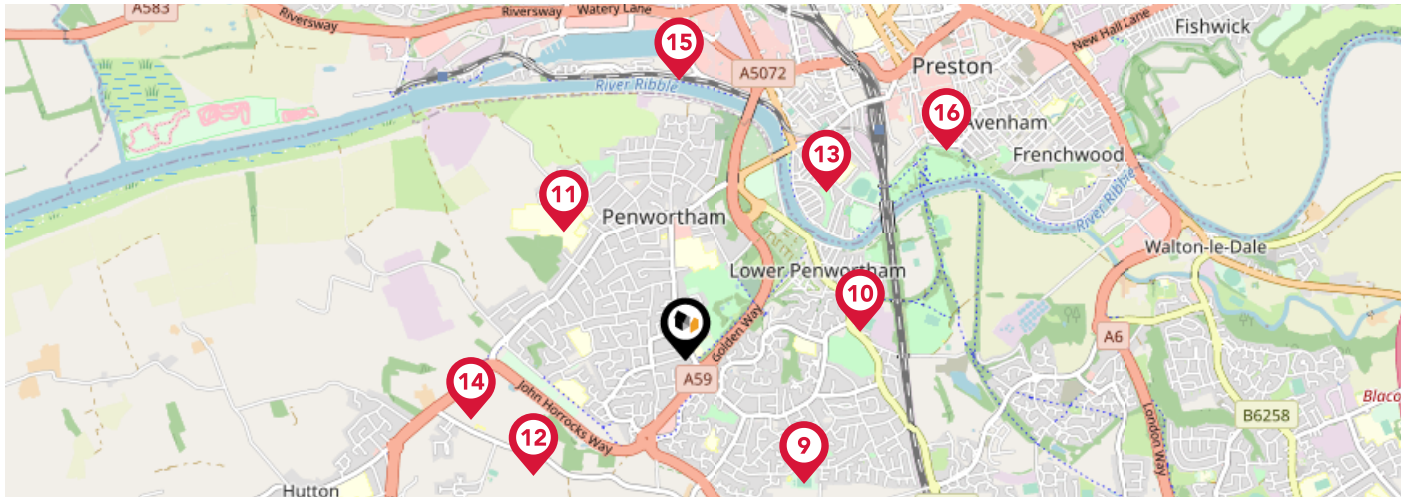 A583
Riversway
Riversway
Watery Lane
New Hall Lane
Fishwick
15
A5072
Preston
River Ribble
16
Avenham
13
Frenchwood
11
River Ribble
Penwortham
Walton-le-Dale
Lower Penwortham
10
Golden Way
A6
A59
14
John Horrocks Way
Blaco
B6258
London Way
12
9
Hutton